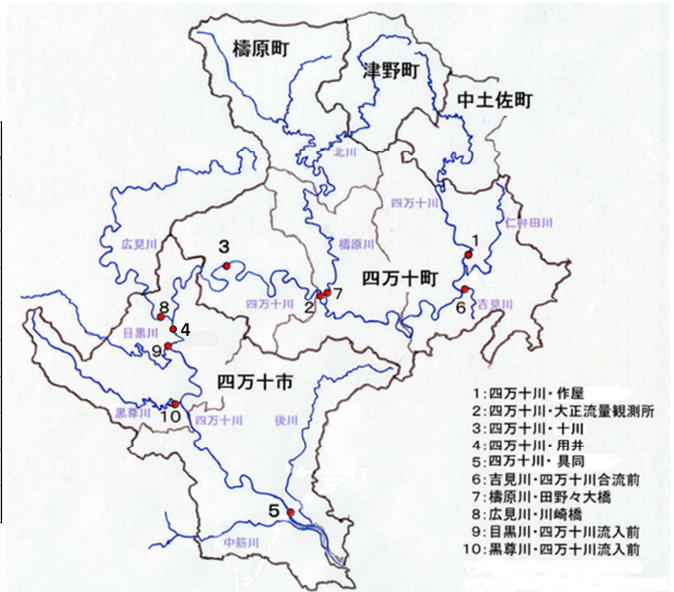 檮原町
津野町
中土佐町
北川
四万十川
仁井田川
広見川
檮原川
1
3
四万十町
四万十川
2
7
6
吉見川
8
4
目黒川
9
四万十市
10
黒尊川
四万十川
後川
5
中筋川
1:四万十川・作屋
2:四万十川・大正流量観測所
3:四万十川・十川
4:四万十川・用井
5:四万十川・具同
6:吉見川・四万十川合流前
7:檮原川・田野々大橋
8:広見川・川崎橋
9:目黒川・四万十川流入前
10:黒尊川・四万十川流入前